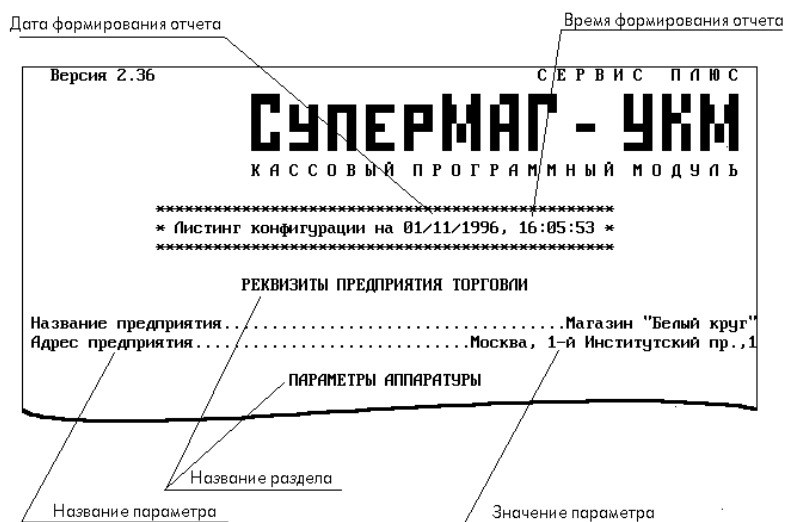 Дата формирования отчета
Время формирования отчета
Версия 2.36
СЕРВИС ПЛЮС
СУПЕРМАГ - УКМ
КАССОВЫЙ ПРОГРАММНЫЙ МОДУЛЬ
************************************************
* Листинг конфигурации на 01/11/1996, 16:05:53 *
************************************************
РЕКВИЗИТЫ ПРЕДПРИЯТИЯ ТОРГОВЛИ
Название предприятия....................................Магазин "Белый круг"
Адрес предприятия.............................Москва, 1-й Институтский пр.,1
ПАРАМЕТРЫ АППАРАТУРЫ
Название раздела
Название параметра
Значение параметра